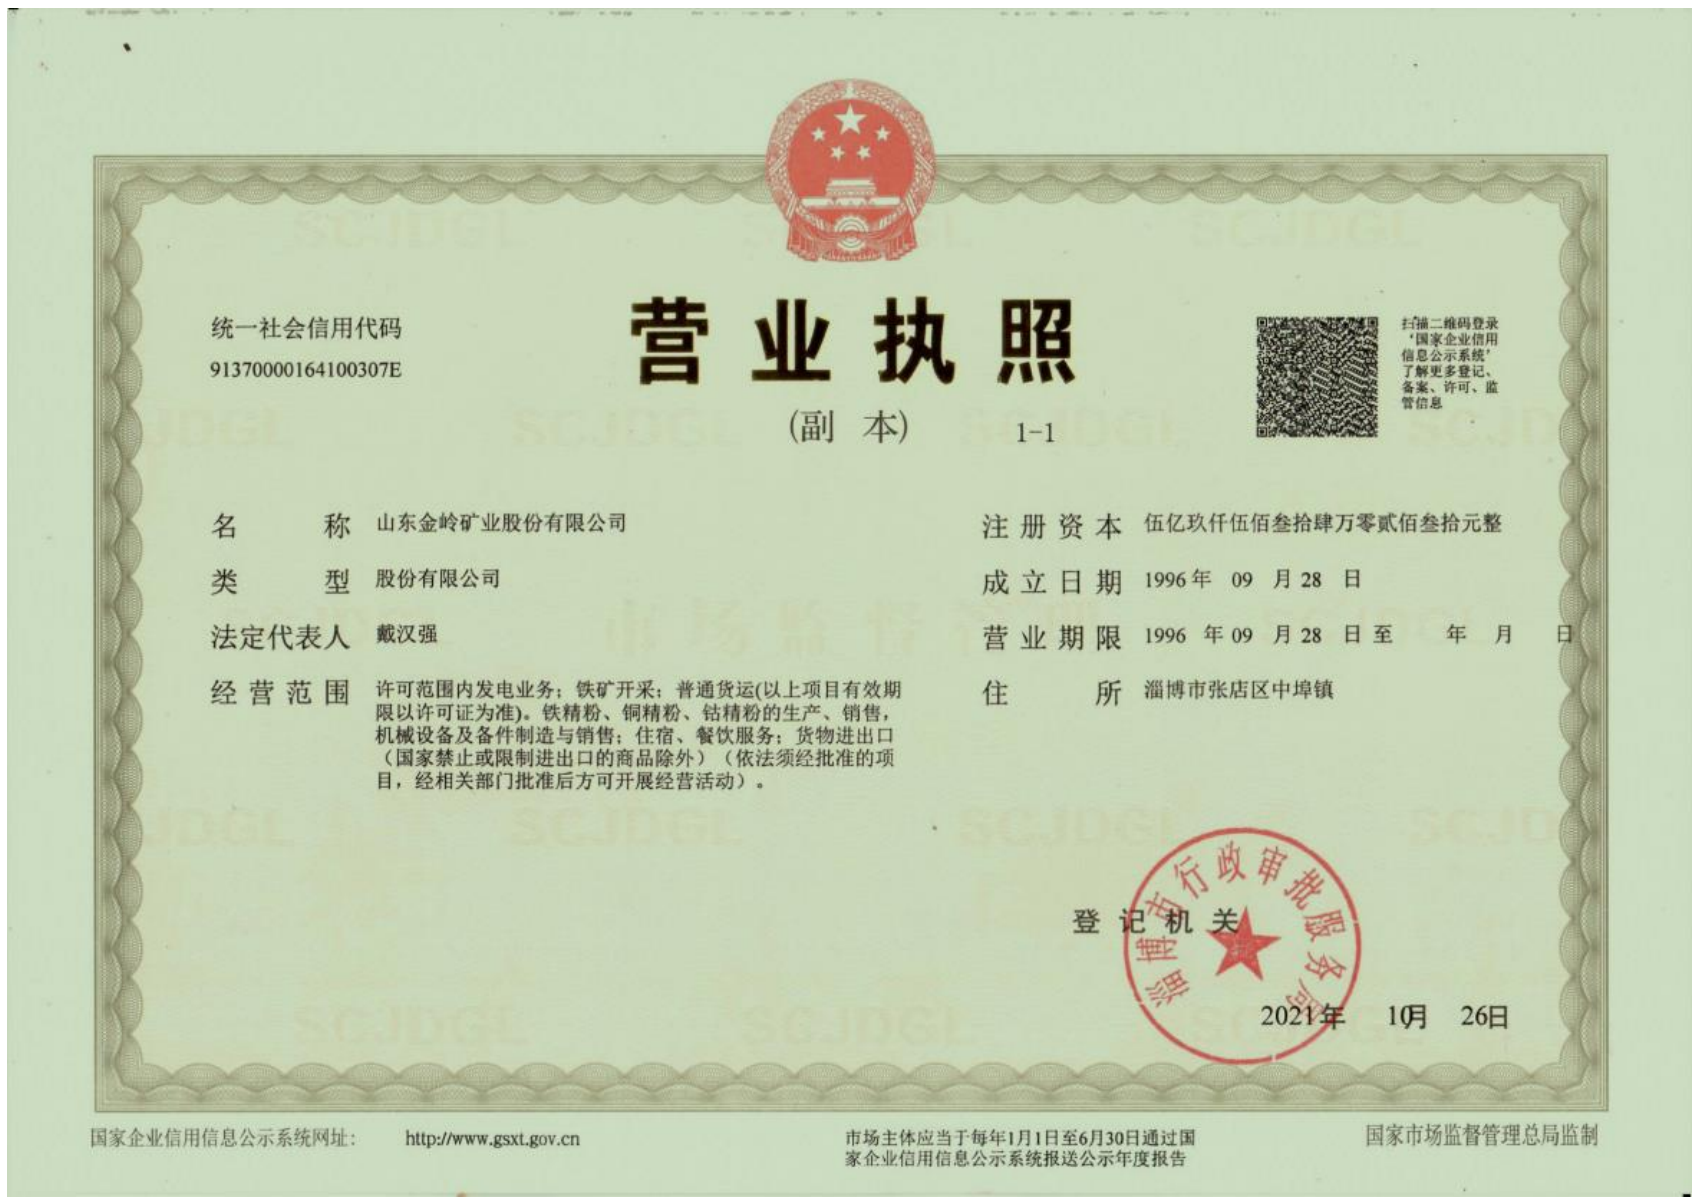 统一社会信用代码
91370000164100307E
营业执照
(副 本) 1-1
扫描二维码登录
‘国家企业信用
信息公示系统’
了解更多登记、
备案、许可、监
管信息
名 称 山东金岭矿业股份有限公司
类 型 股份有限公司
法定代表人 戴汉强
经营范围 许可范围内发电业务；铁矿开采；普通货运(以上项目有效期
限以许可证为准)。铁精粉、铜精粉、钴精粉的生产、销售，
机械设备及备件制造与销售；住宿、餐饮服务；货物进出口
（国家禁止或限制进出口的商品除外）（依法须经批准的项
目，经相关部门批准后方可开展经营活动）。
注册资本 伍亿玖仟伍佰叁拾肆万零贰佰叁拾元整
成立日期 1996年 09 月 28 日
营业期限 1996 年 09 月 28 日 至 年 月 日
住 所 淄博市张店区中埠镇
登记机关
淄博市行政审批服务局
2021年 10月 26日
国家企业信用信息公示系统网址： http://www.gsxt.gov.cn
市场主体应当于每年1月1日至6月30日通过国
家企业信用信息公示系统报送公示年度报告
国家市场监督管理总局监制
SCJDGL
市场监督管理